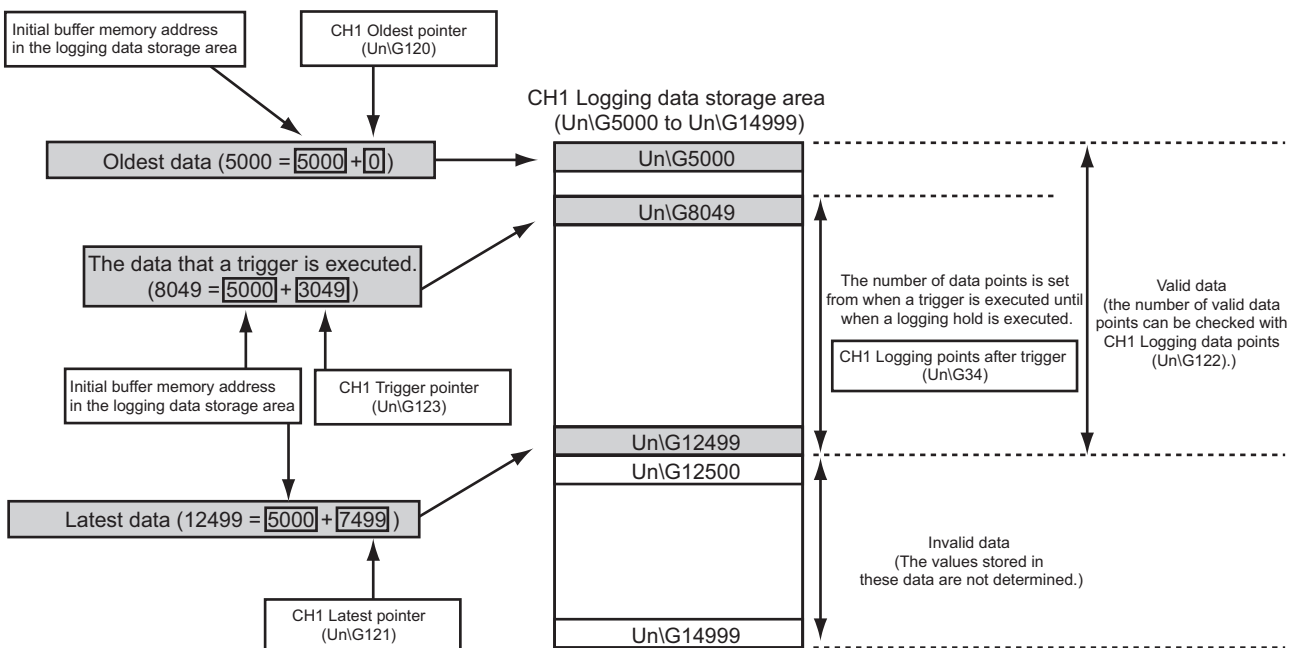 Initial buffer memory address
in the logging data storage area
CH1 Oldest pointer
(Un\G120)
CH1 Logging data storage area
(Un\G5000 to Un\G14999)
Oldest data (5000 = 5000 + 0 )
Un\G5000
Un\G8049
The data that a trigger is executed.
(8049 = 5000 + 3049 )
The number of data points is set
from when a trigger is executed until
when a logging hold is executed.
CH1 Logging points after trigger
(Un\G34)
Valid data
(the number of valid data
points can be checked with
CH1 Logging data points
(Un\G122).)
Initial buffer memory address
in the logging data storage area
CH1 Trigger pointer
(Un\G123)
Un\G12499
Un\G12500
Latest data (12499 = 5000 + 7499 )
Invalid data
(The values stored in
these data are not determined.)
CH1 Latest pointer
(Un\G121)
Un\G14999